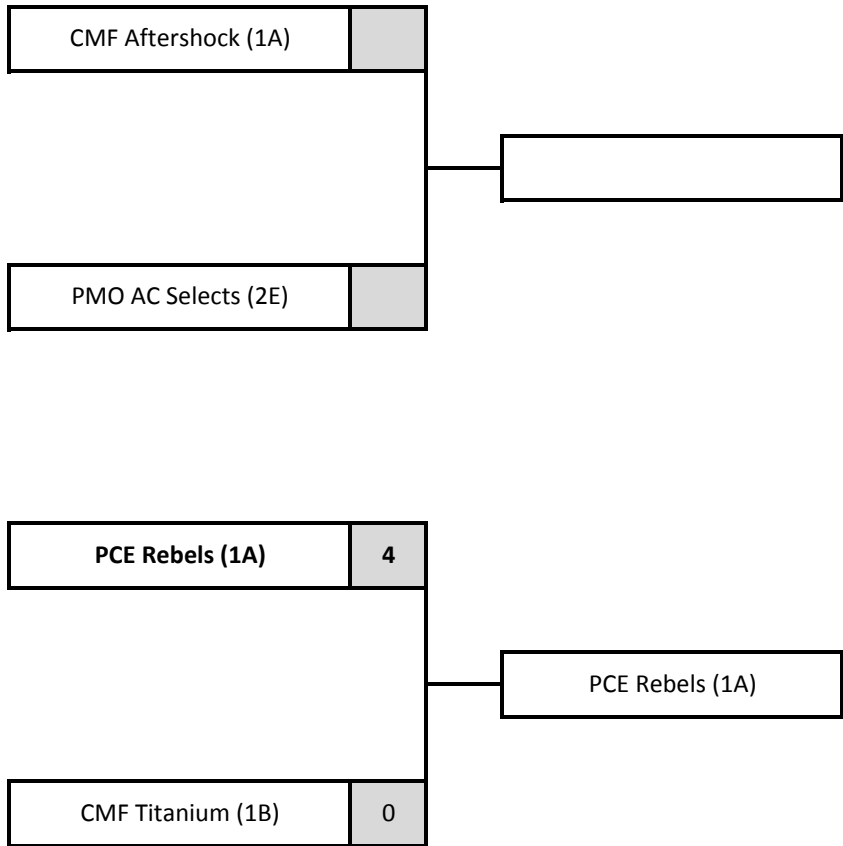 CMF Aftershock (1A)
PMO AC Selects (2E)
PCE Rebels (1A) 4
PCE Rebels (1A)
CMF Titanium (1B) 0